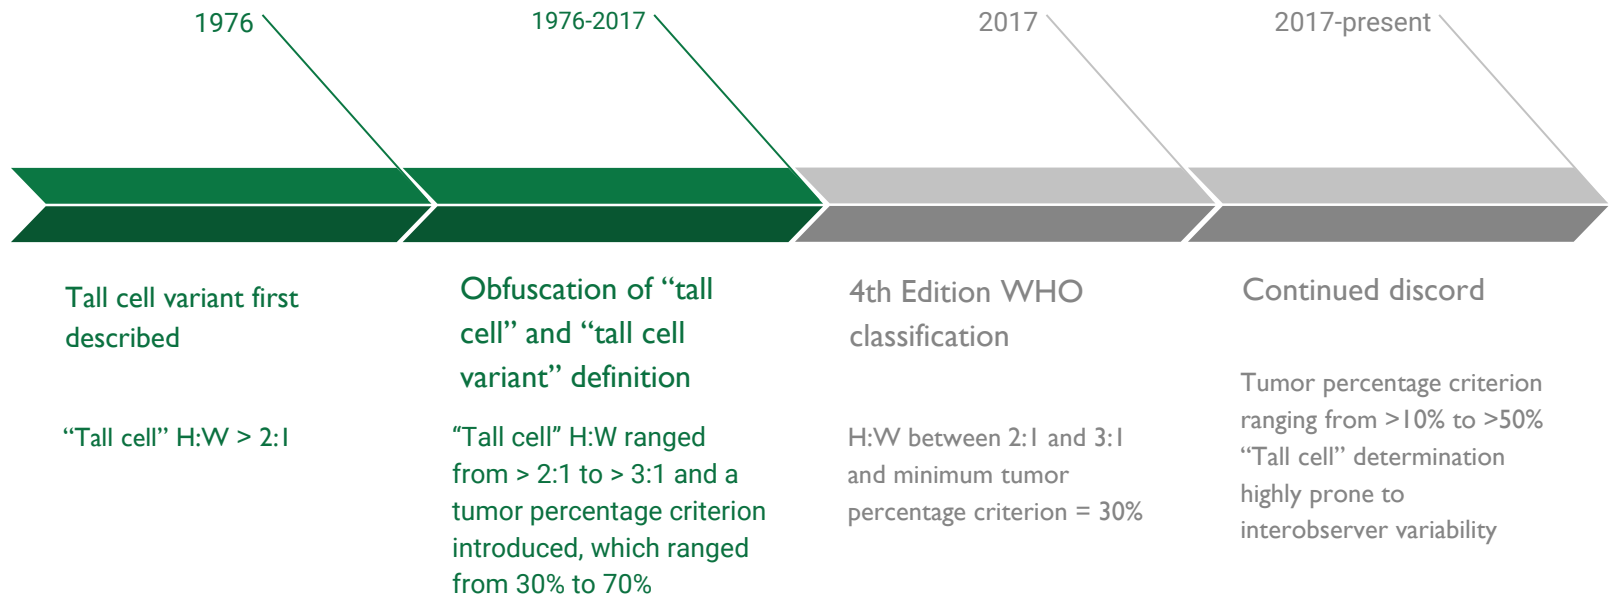 1976
1976-2017
2017
2017-present
Tall cell variant first
described
“Tall cell” H:W > 2:1
Obfuscation of “tall
cell” and “tall cell
variant” definition
“Tall cell” H:W ranged
from > 2:1 to > 3:1 and a
tumor percentage criterion
introduced, which ranged
from 30% to 70%
4th Edition WHO
classification
H:W between 2:1 and 3:1
and minimum tumor
percentage criterion = 30%
Continued discord
Tumor percentage criterion
ranging from >10% to >50%
“Tall cell” determination
highly prone to
interobserver variability